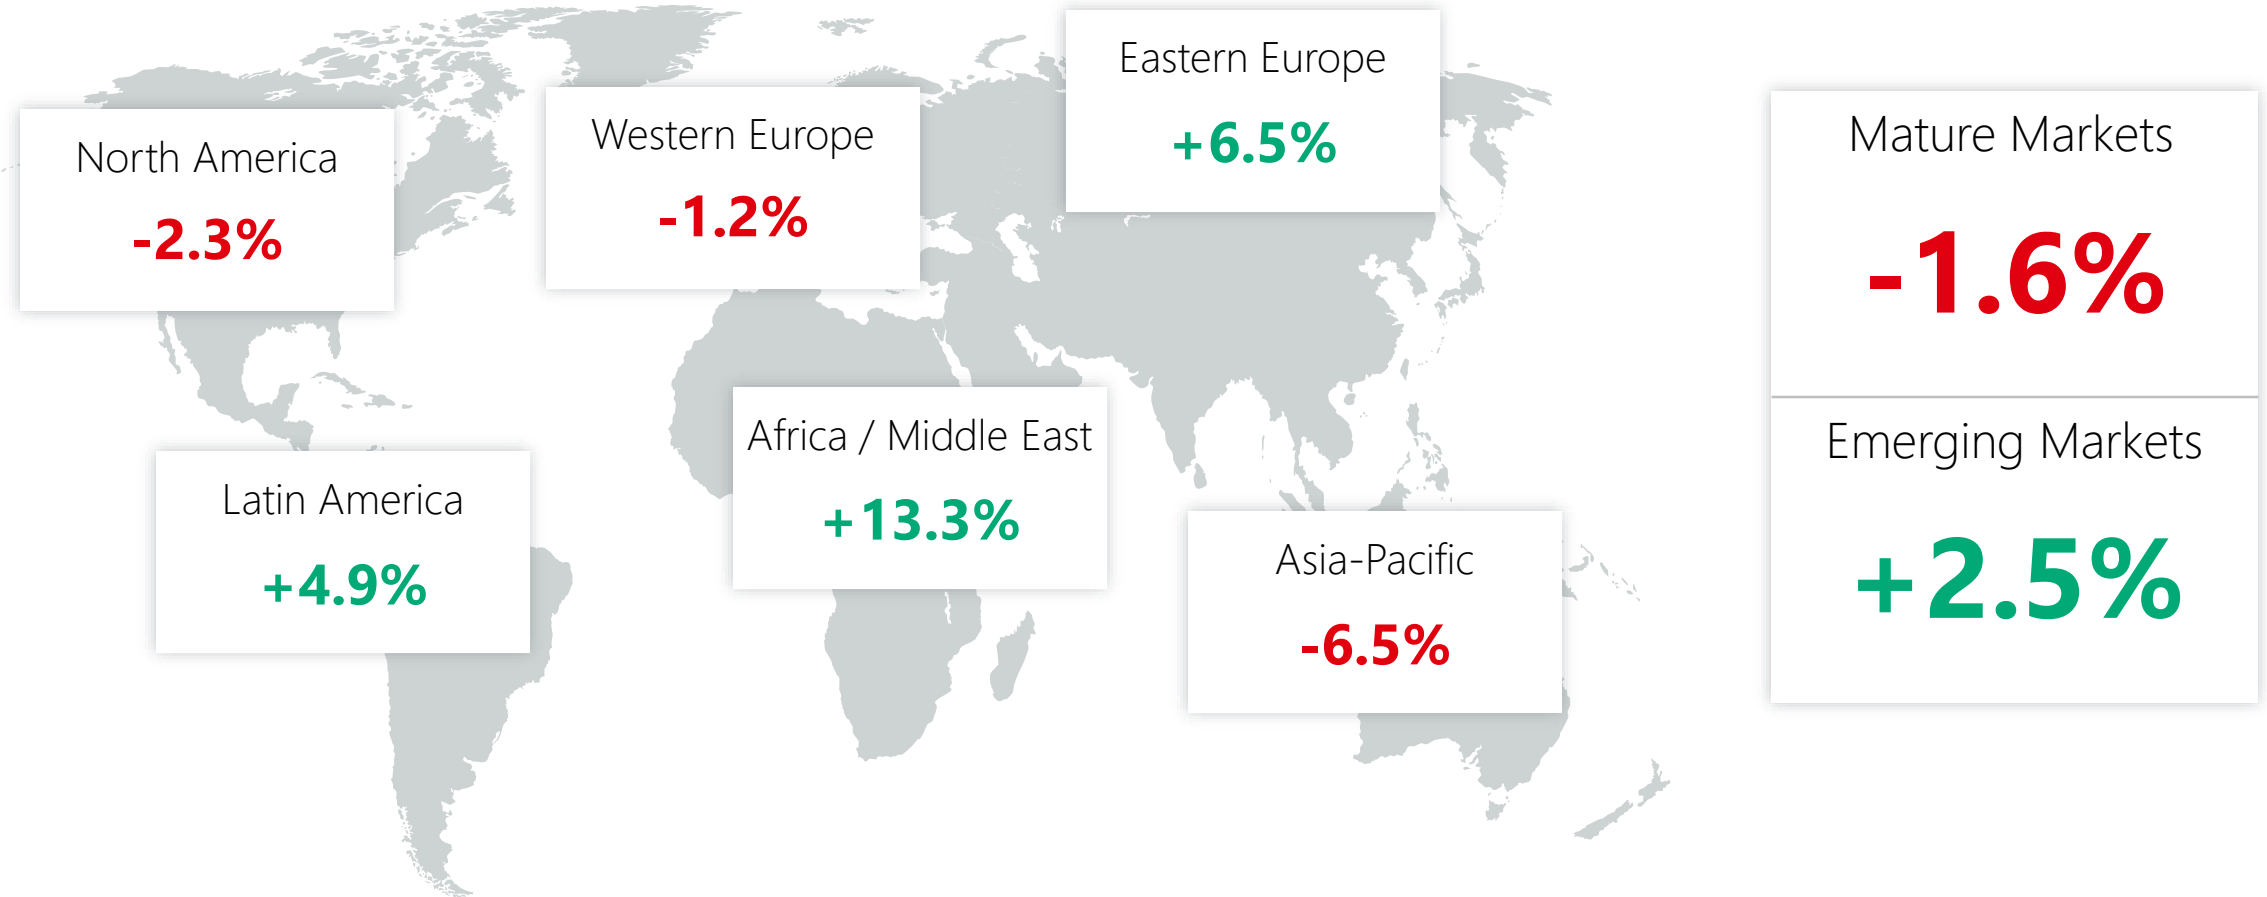 North America
-2.3%
Western Europe
-1.2%
Eastern Europe
+6.5%
Latin America
+4.9%
Africa / Middle East
+13.3%
Asia-Pacific
-6.5%
Mature Markets
-1.6%
Emerging Markets
+2.5%